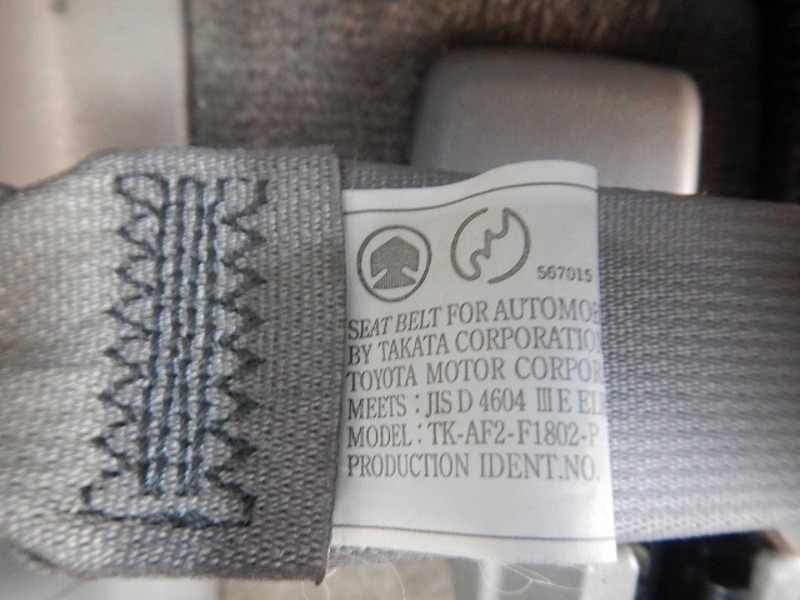 567015
SEAT BELT FOR AUTOMOB
BY TAKATA CORPORATIO
TOYOTA MOTOR CORPOR
MEETS : JIS D 4604 III E EL
MODEL : TK-AF2-F1802-P
PRODUCTION IDENT.NO.